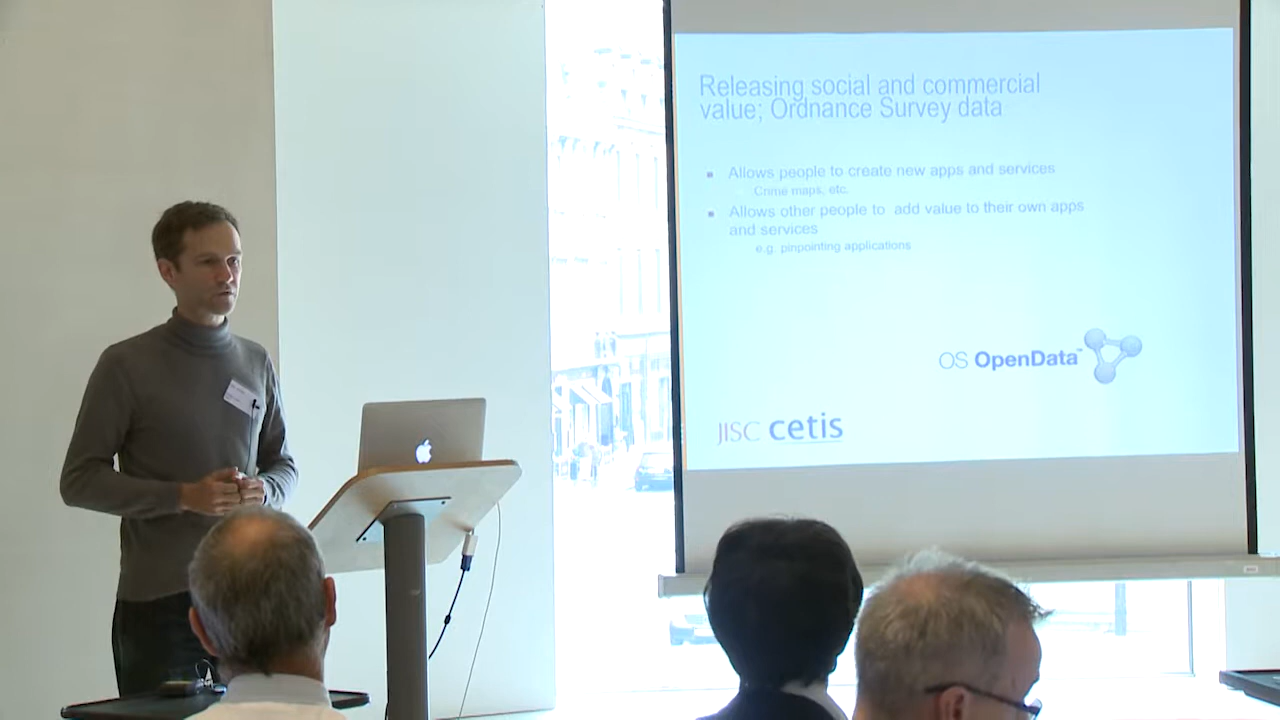 Releasing social and commercial
value; Ordnance Survey data
Allows people to create new apps and services
Crime maps, etc.
Allows other people to add value to their own apps
and services
e.g. pinpointing applications
OS OpenData™
JISC cetis